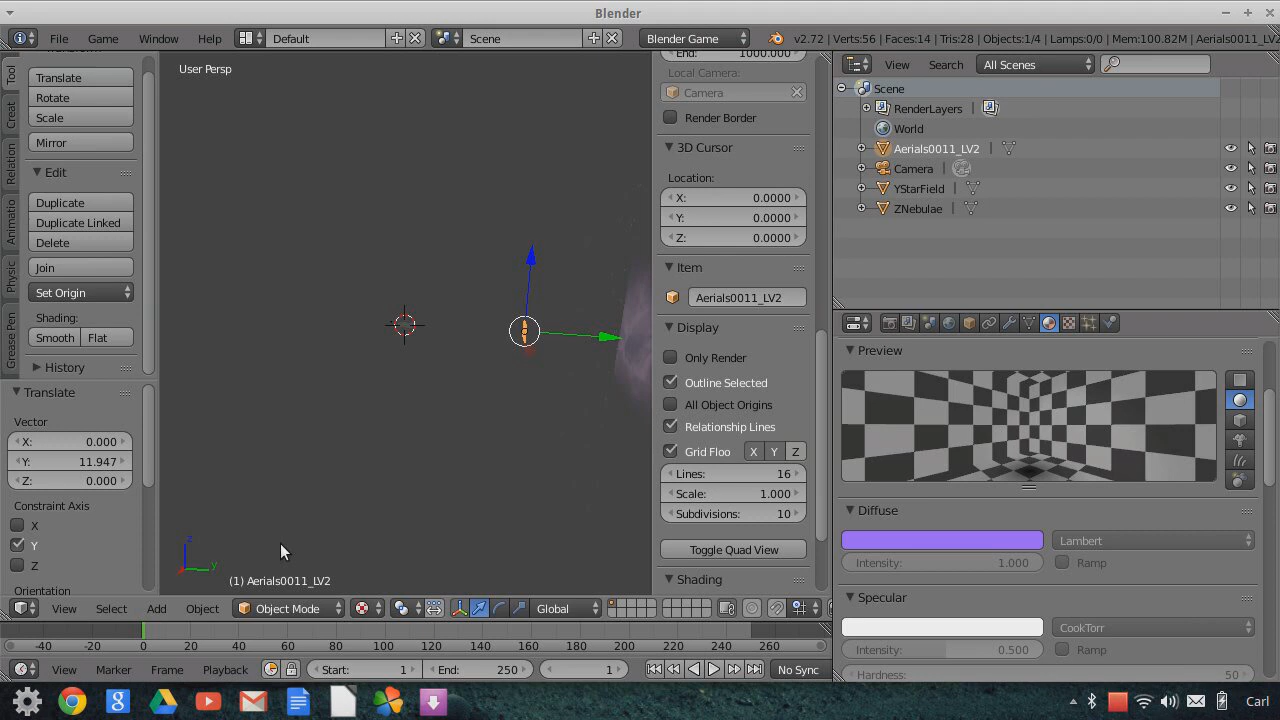 Blender
File Game Window Help Default Scene Blender Game v2.72 | Verts:56 | Faces:14 | Tris:28 | Objects:1/4 | Lamps:0/0 | Mem:100.82M | Aerials0011_LV2
Tool
Creat
Relation
Animatio
Physic
Grease Pen
Translate
Rotate
Scale
Mirror
Edit
Duplicate
Duplicate Linked
Delete
Join
Set Origin
Shading:
Smooth Flat
History
Translate
Vector
X: 0.000
Y: 11.947
Z: 0.000
Constraint Axis
X
Y
Z
Orientation
User Persp
z
y
(1) Aerials0011_LV2
End: 1000.000
Local Camera:
Camera
Render Border
3D Cursor
Location:
X: 0.0000
Y: 0.0000
Z: 0.0000
Item
Aerials0011_LV2
Display
Only Render
Outline Selected
All Object Origins
Relationship Lines
Grid Floo X Y Z
Lines: 16
Scale: 1.000
Subdivisions: 10
Toggle Quad View
Shading
View Search All Scenes
Scene
RenderLayers |
World
Aerials0011_LV2 |
Camera |
YStarField |
ZNebulae |
Preview
Diffuse
Lambert
Intensity: 1.000 Ramp
Specular
CookTorr
Intensity: 0.500 Ramp
Hardness: 50
View Select Add Object Object Mode Global
-40 -20 0 20 40 60 80 100 120 140 160 180 200 220 240 260
View Marker Frame Playback Start: 1 End: 250 1 No Sync
Carl